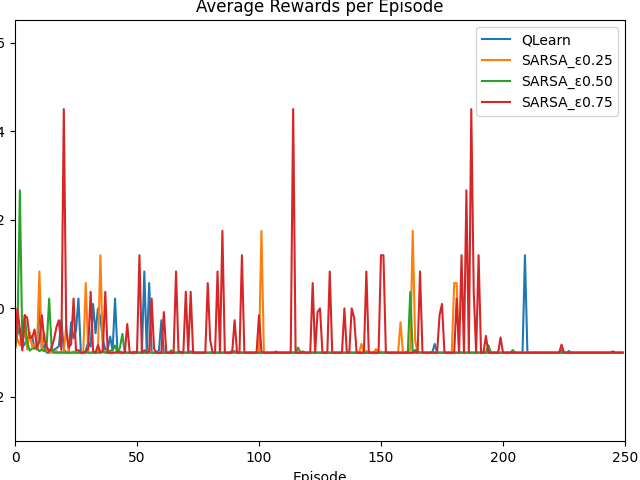 Average Rewards per Episode
QLearn
SARSA_ε0.25
SARSA_ε0.50
SARSA_ε0.75
4
2
0
2
0 50 100 150 200 250
Episode